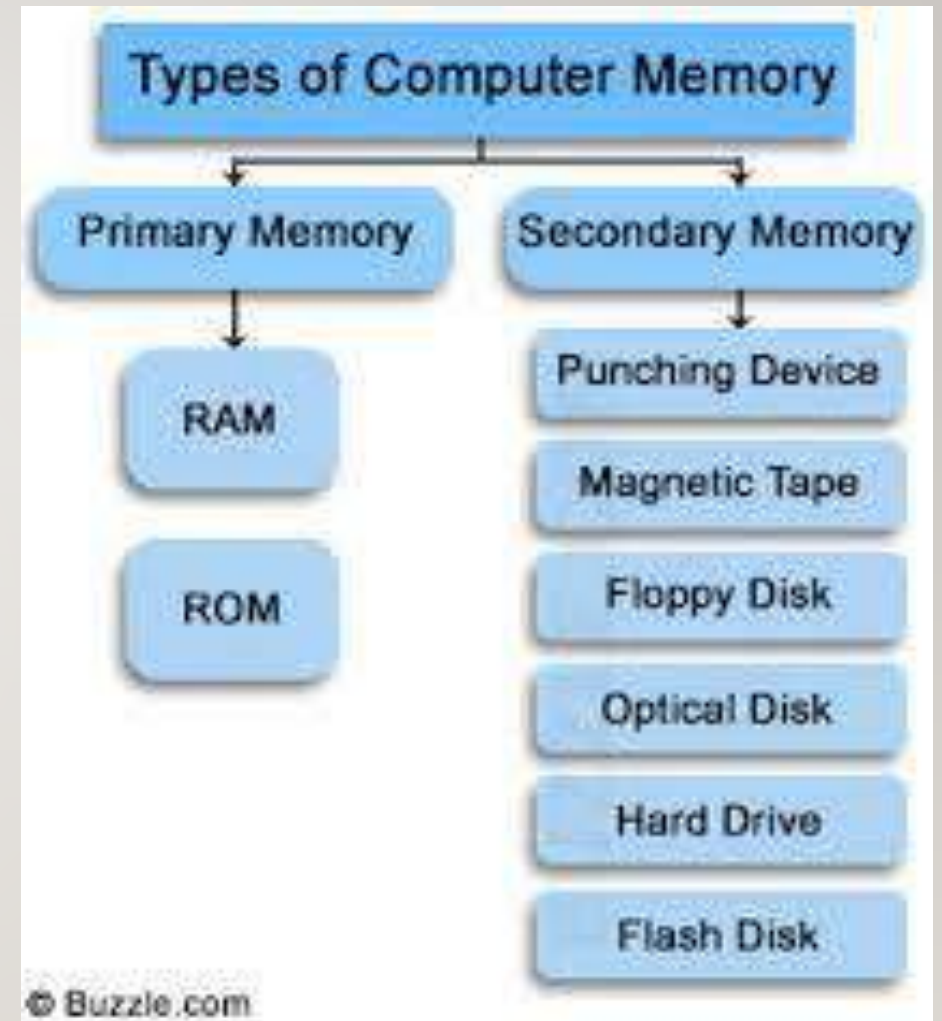 Types of Computer Memory
Primary Memory
RAM
ROM
Secondary Memory
Punching Device
Magnetic Tape
Floppy Disk
Optical Disk
Hard Drive
Flash Disk
© Buzzle.com